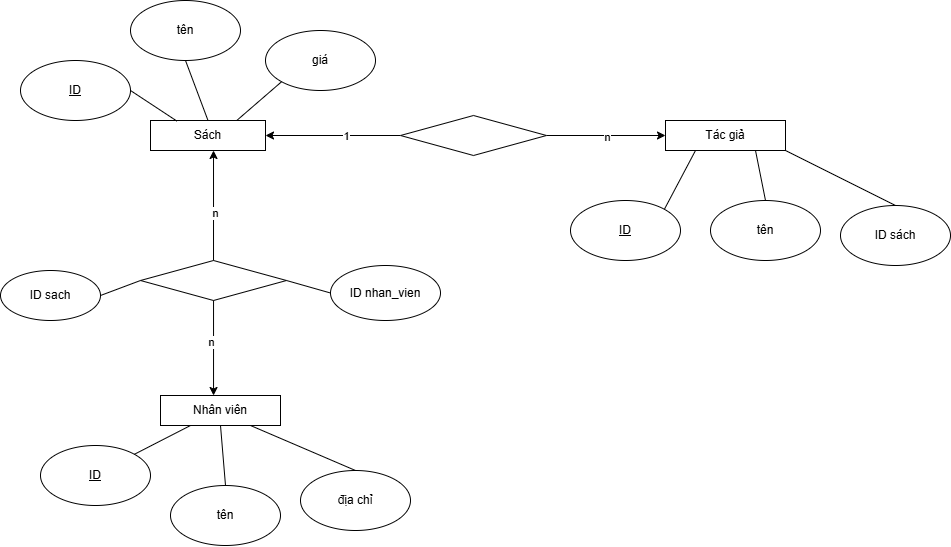 tên
giá
ID
Sách
1
n
Tác giả
n
ID
tên
ID sách
ID sach
ID nhan_vien
n
Nhân viên
ID
tên
địa chỉ